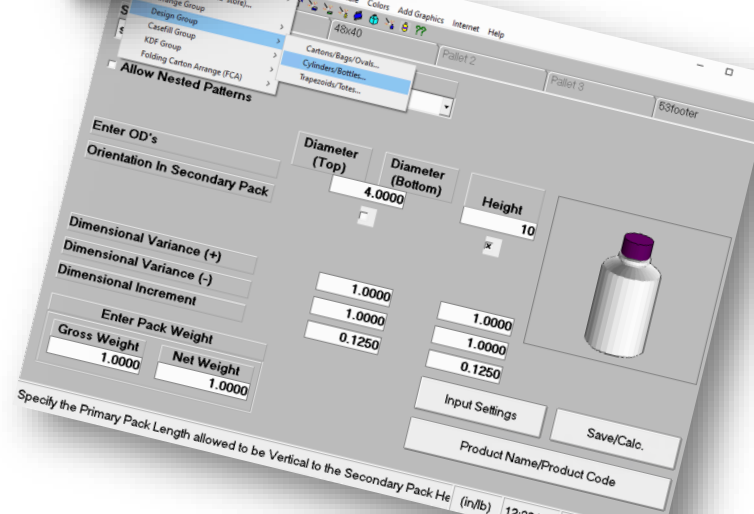 Colors Add Graphics Internet Help
Design Group
Casefill Group
KDF Group
Folding Carton Arrange (FCA)
Cartons/Bags/Ovals...
Cylinders/Bottles...
Trapezoids/Totes...
48x40
Pallet 2
Pallet 3
53footer
Allow Nested Patterns
Enter OD's
Orientation In Secondary Pack
Diameter
(Top)
Diameter
(Bottom)
Height
4.0000
10
Dimensional Variance (+)
Dimensional Variance (-)
Dimensional Increment
1.0000
1.0000
0.1250
1.0000
1.0000
0.1250
Enter Pack Weight
Gross Weight
Net Weight
1.0000
1.0000
Input Settings
Save/Calc.
Product Name/Product Code
Specify the Primary Pack Length allowed to be Vertical to the Secondary Pack He
(in/lb)